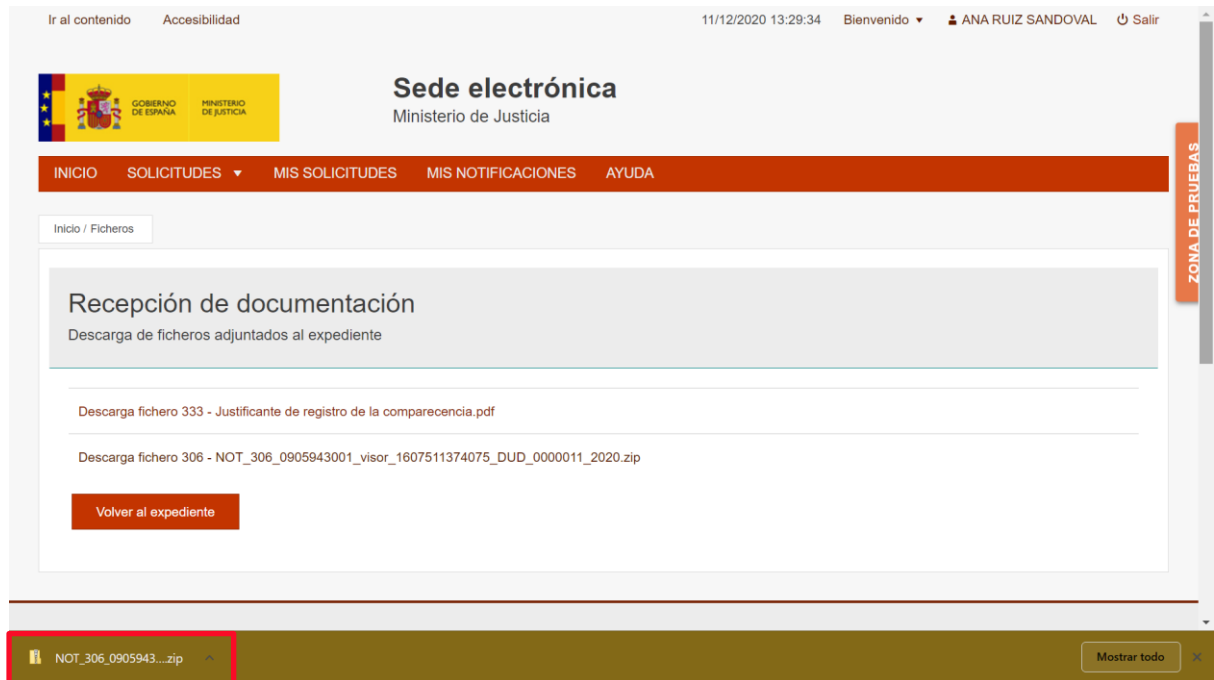 Ir al contenido Accesibilidad 11/12/2020 13:29:34 Bienvenido ANA RUIZ SANDOVAL Salir
GOBIERNO DE ESPAÑA MINISTERIO DE JUSTICIA
Sede electrónica
Ministerio de Justicia
INICIO SOLICITUDES MIS SOLICITUDES MIS NOTIFICACIONES AYUDA
ZONA DE PRUEBAS
Inicio / Ficheros
Recepción de documentación
Descarga de ficheros adjuntados al expediente
Descarga fichero 333 - Justificante de registro de la comparecencia.pdf
Descarga fichero 306 - NOT_306_0905943001_visor_1607511374075_DUD_0000011_2020.zip
Volver al expediente
NOT_306_0905943....zip Mostrar todo